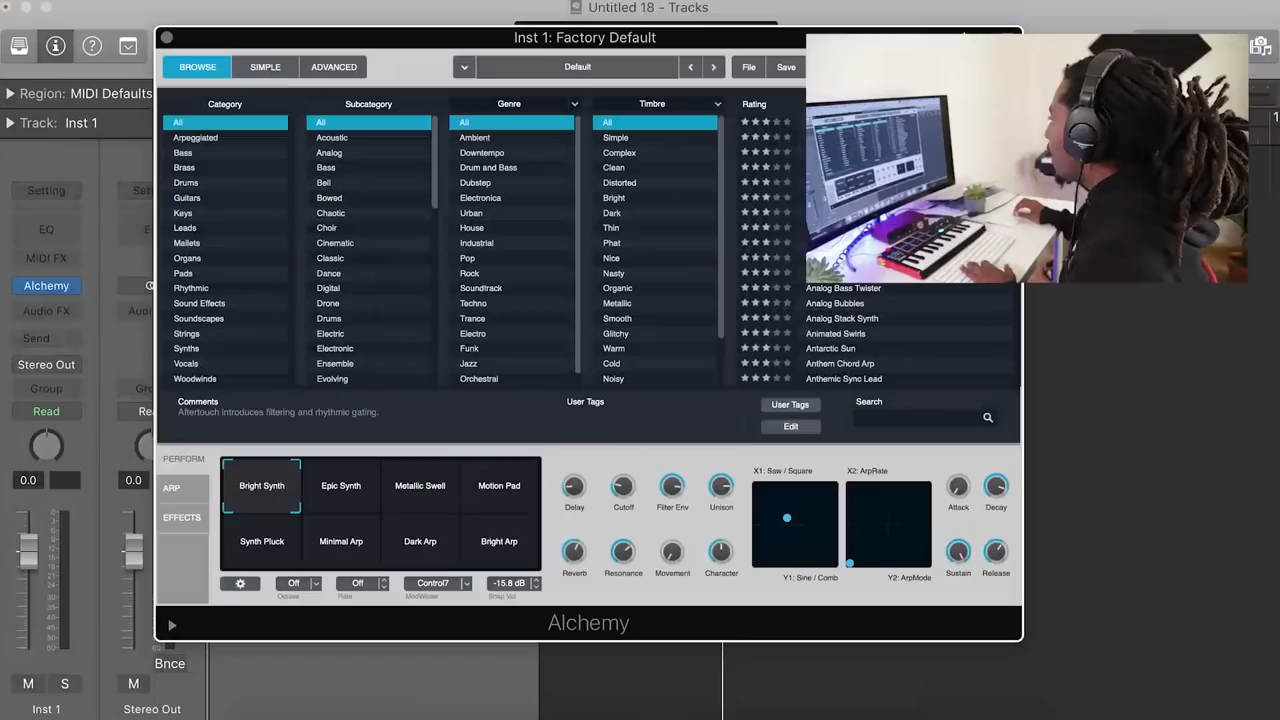 Untitled 18 - Tracks
Inst 1: Factory Default
Region: MIDI Defaults
Track: Inst 1
BROWSE SIMPLE ADVANCED Default File Save
Category Subcategory Genre Timbre Rating
All All All All
Arpeggiated Acoustic Ambient Simple
Bass Analog Downtempo Complex
Brass Bass Drum and Bass Clean
Drums Bell Dubstep Distorted
Guitars Bowed Electronica Bright
Keys Chaotic Urban Dark
Leads Choir House Thin
Mallets Cinematic Industrial Phat
Organs Classic Pop Nice
Pads Dance Rock Nasty
Rhythmic Digital Soundtrack Organic Analog Bass Twister
Sound Effects Drone Techno Metallic Analog Bubbles
Soundscapes Drums Trance Smooth Analog Stack Synth
Strings Electric Electro Glitchy Animated Swirls
Synths Electronic Funk Warm Antarctic Sun
Vocals Ensemble Jazz Cold Anthem Chord Arp
Woodwinds Evolving Orchestral Noisy Anthemic Sync Lead
Comments User Tags User Tags Search
Aftertouch introduces filtering and rhythmic gating.
Edit
Setting
EQ
MIDI FX
Alchemy
Audio FX
Send
Stereo Out
Group
Read
0.0 0.0
Bnce
M S M
Inst 1 Stereo Out
PERFORM
ARP
EFFECTS
Bright Synth Epic Synth Metallic Swell Motion Pad
Synth Pluck Minimal Arp Dark Arp Bright Arp
Off Off Control7 -15.8 dB
Octave Rate ModWheel Snap Vol
Delay Cutoff Filter Env Unison
Reverb Resonance Movement Character
X1: Saw / Square X2: ArpRate
Y1: Sine / Comb Y2: ArpMode
Attack Decay
Sustain Release
Alchemy